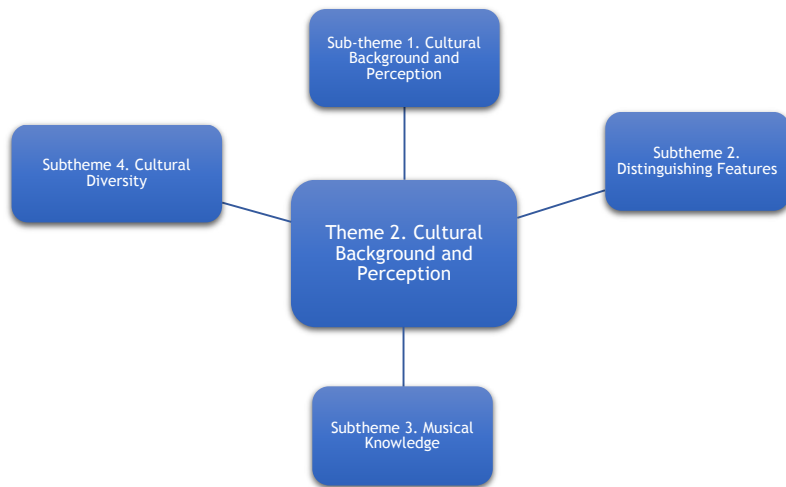 Sub-theme 1. Cultural
Background and
Perception
Subtheme 4. Cultural
Diversity
Subtheme 2.
Distinguishing Features
Theme 2. Cultural
Background and
Perception
Subtheme 3. Musical
Knowledge